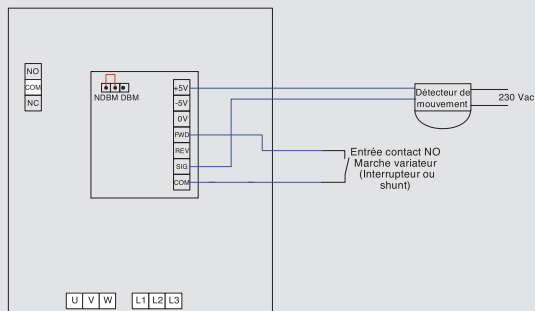 NO
COM
NC
NDBM DBM
+5V
-5V
0V
FWD
REV
SIG
COM
Détecteur de
mouvement
230 Vac
Entrée contact NO
Marche variateur
(Interrupteur ou
shunt)
U V W L1 L2 L3